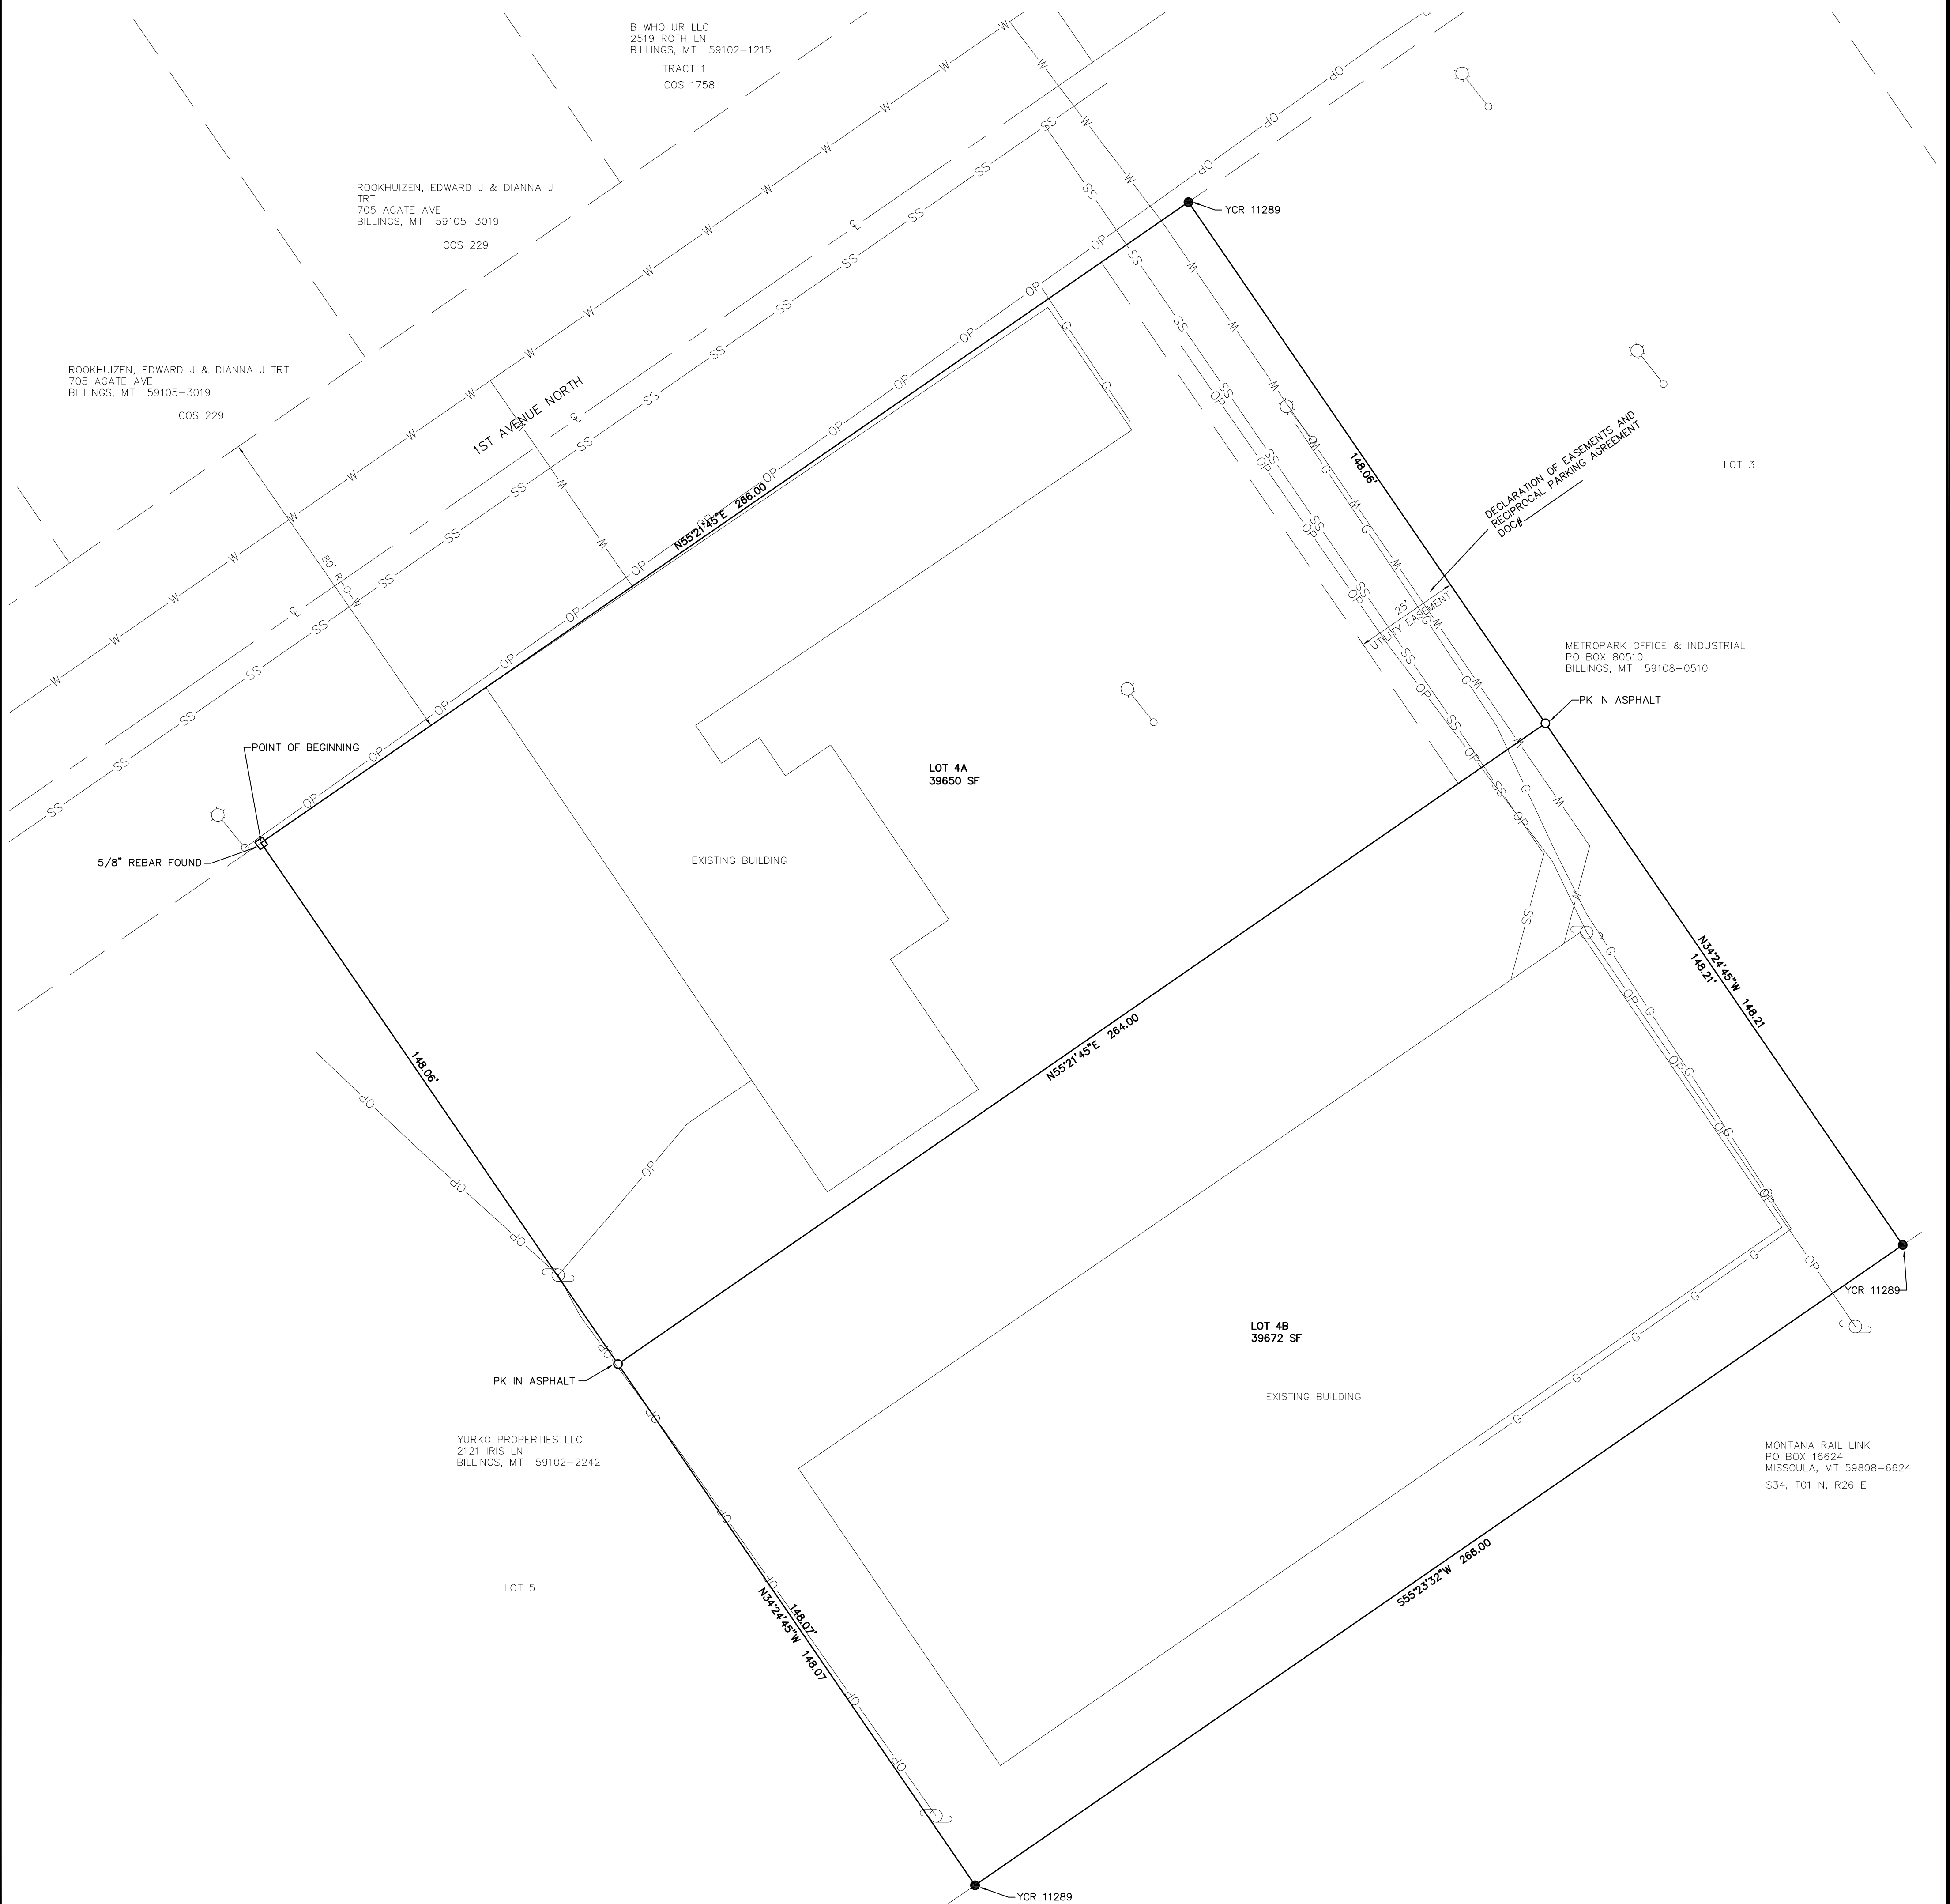 B WHO UR LLC
2519 ROTH LN
BILLINGS, MT  59102-1215
TRACT 1
COS 1758
ROOKHUIZEN, EDWARD J & DIANNA J
TRT
705 AGATE AVE
BILLINGS, MT  59105-3019
COS 229
YCR 11289
ROOKHUIZEN, EDWARD J & DIANNA J TRT
705 AGATE AVE
BILLINGS, MT  59105-3019
COS 229
1ST AVENUE NORTH
80' R-O-W
N55°21'45"E  266.00
148.06'
DECLARATION OF EASEMENTS AND
RECIPROCAL PARKING AGREEMENT
DOC#
LOT 3
25'
UTILITY EASEMENT
METROPARK OFFICE & INDUSTRIAL
PO BOX 80510
BILLINGS, MT  59108-0510
PK IN ASPHALT
POINT OF BEGINNING
5/8" REBAR FOUND
LOT 4A
39650 SF
EXISTING BUILDING
148.06'
N55°21'45"E  264.00
N34°24'45"W  148.21
148.21'
YCR 11289
LOT 4B
39672 SF
EXISTING BUILDING
PK IN ASPHALT
YURKO PROPERTIES LLC
2121 IRIS LN
BILLINGS, MT  59102-2242
MONTANA RAIL LINK
PO BOX 16624
MISSOULA, MT 59808-6624
S34, T01 N, R26 E
LOT 5
148.07'
N34°24'45"W  148.07
S55°23'32"W  266.00
YCR 11289